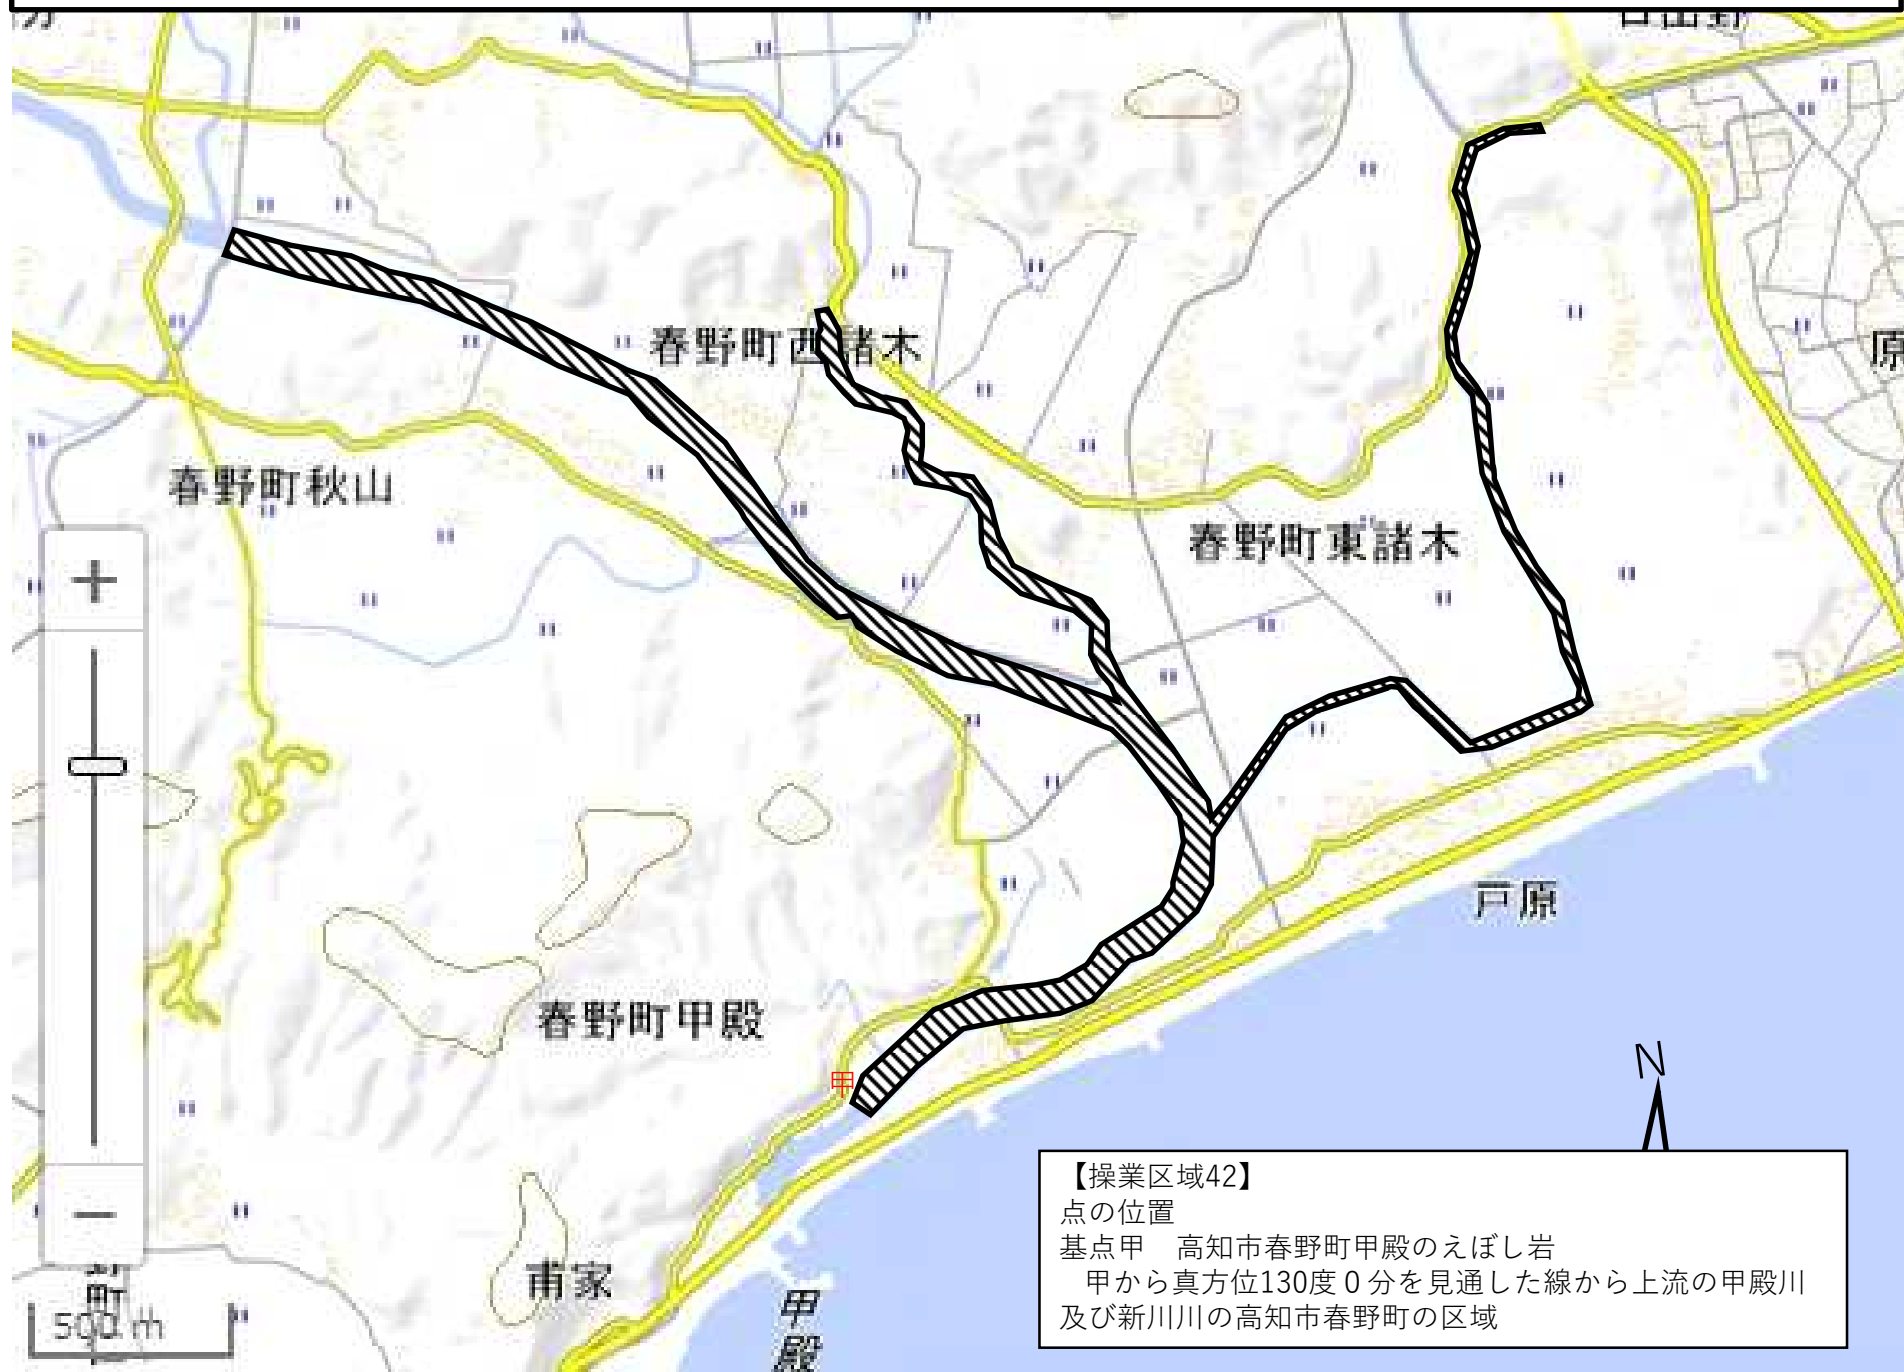 春野町西諸木
春野町秋山
春野町東諸木
原
戸原
春野町甲殿
甲
N
甫家
甲
殿
+
−
500 m
【操業区域42】
点の位置
基点甲　高知市春野町甲殿のえぼし岩
　甲から真方位130度０分を見通した線から上流の甲殿川
及び新川川の高知市春野町の区域